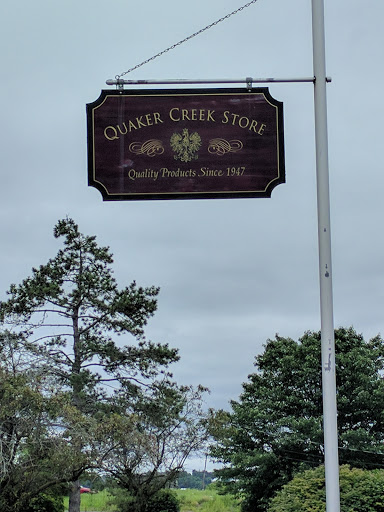 Quaker Creek Store
Quality Products Since 1947